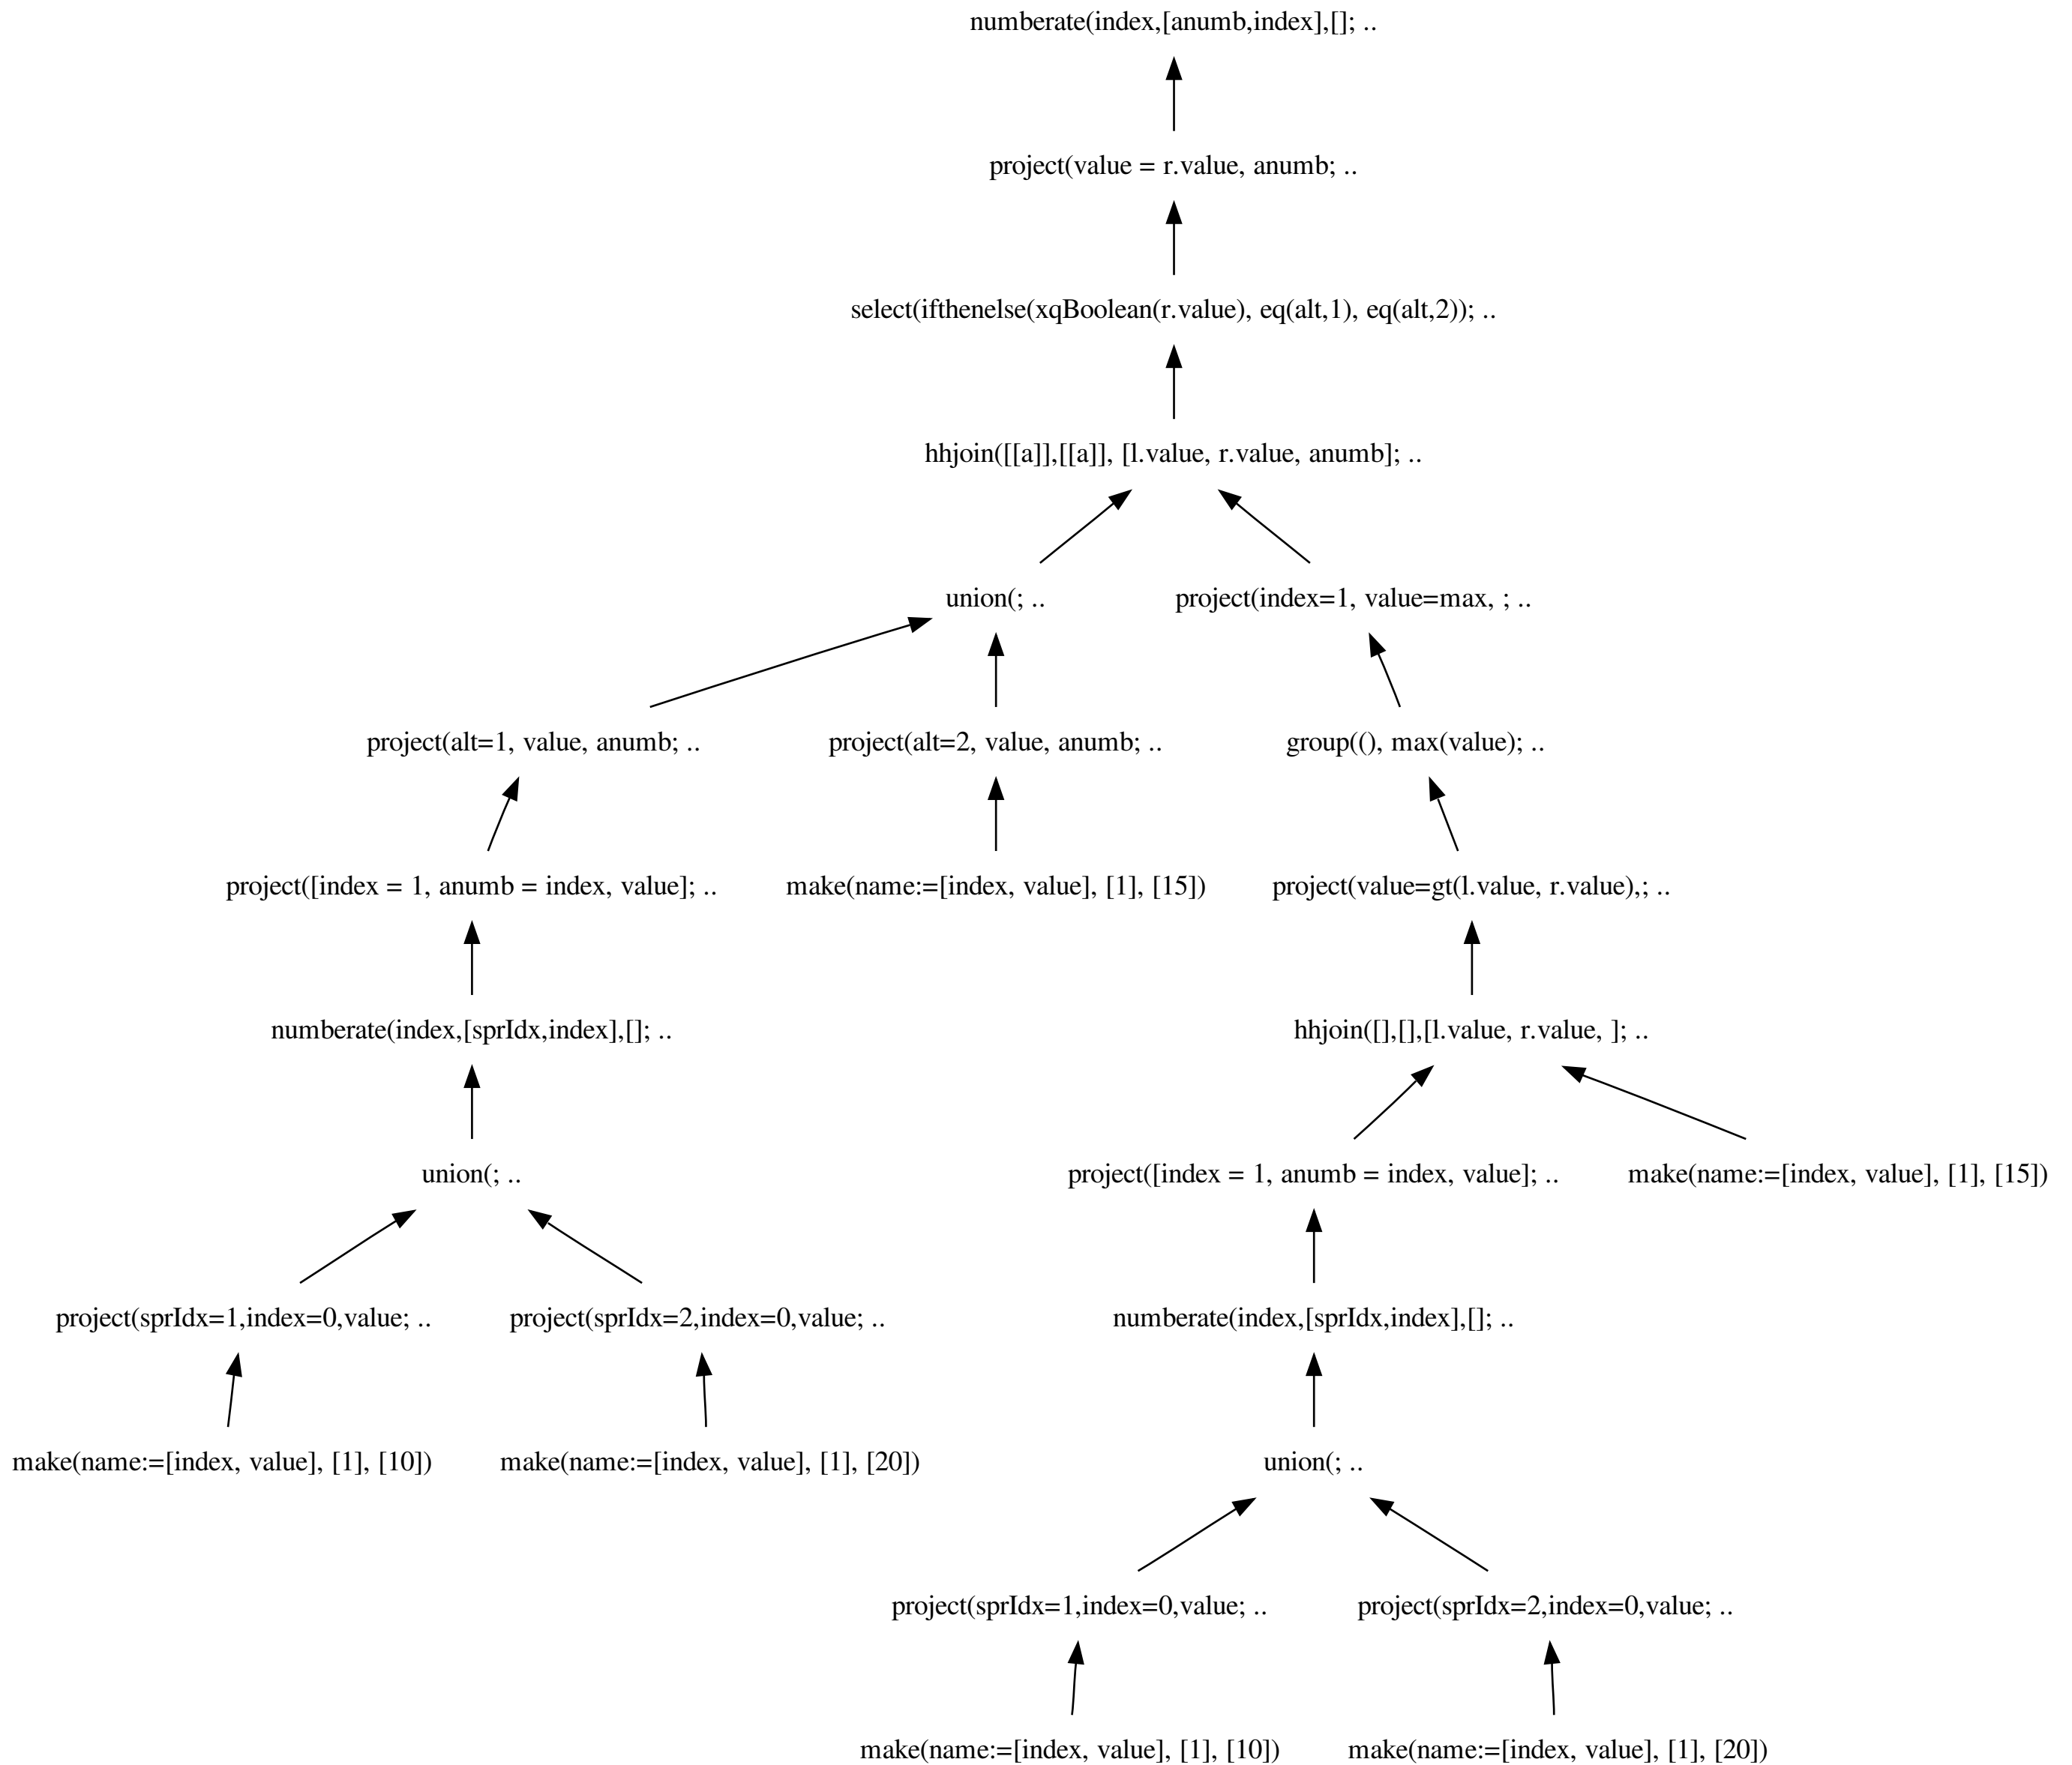 numberate(index,[anumb,index],[]; ..
project(value = r.value, anumb; ..
select(ifthenelse(xqBoolean(r.value), eq(alt,1), eq(alt,2)); ..
hhjoin([[a]],[[a]], [l.value, r.value, anumb]; ..
union(; ..
project(index=1, value=max, ; ..
project(alt=1, value, anumb; ..
project(alt=2, value, anumb; ..
group((), max(value); ..
project([index = 1, anumb = index, value]; ..
make(name:=[index, value], [1], [15])
project(value=gt(l.value, r.value),; ..
numberate(index,[sprIdx,index],[]; ..
hhjoin([],[],[l.value, r.value, ]; ..
union(; ..
project([index = 1, anumb = index, value]; ..
make(name:=[index, value], [1], [15])
project(sprIdx=1,index=0,value; ..
project(sprIdx=2,index=0,value; ..
numberate(index,[sprIdx,index],[]; ..
make(name:=[index, value], [1], [10])
make(name:=[index, value], [1], [20])
union(; ..
project(sprIdx=1,index=0,value; ..
project(sprIdx=2,index=0,value; ..
make(name:=[index, value], [1], [10])
make(name:=[index, value], [1], [20])